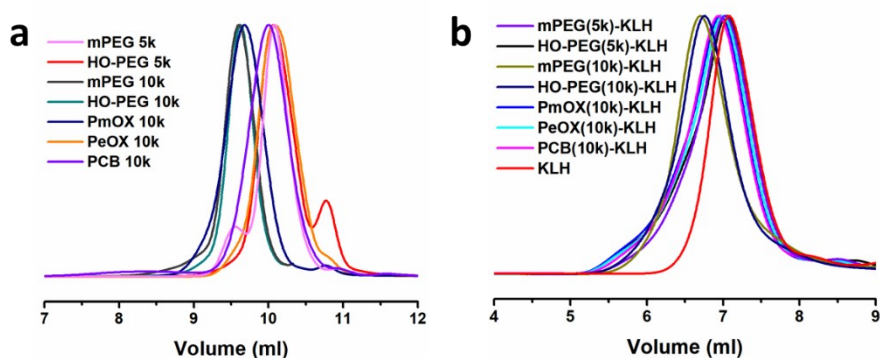 a
mPEG 5k
HO-PEG 5k
mPEG 10k
HO-PEG 10k
PmOX 10k
PeOX 10k
PCB 10k
7 8 9 10 11 12
Volume (ml)
b
mPEG(5k)-KLH
HO-PEG(5k)-KLH
mPEG(10k)-KLH
HO-PEG(10k)-KLH
PmOX(10k)-KLH
PeOX(10k)-KLH
PCB(10k)-KLH
KLH
4 5 6 7 8 9
Volume (ml)